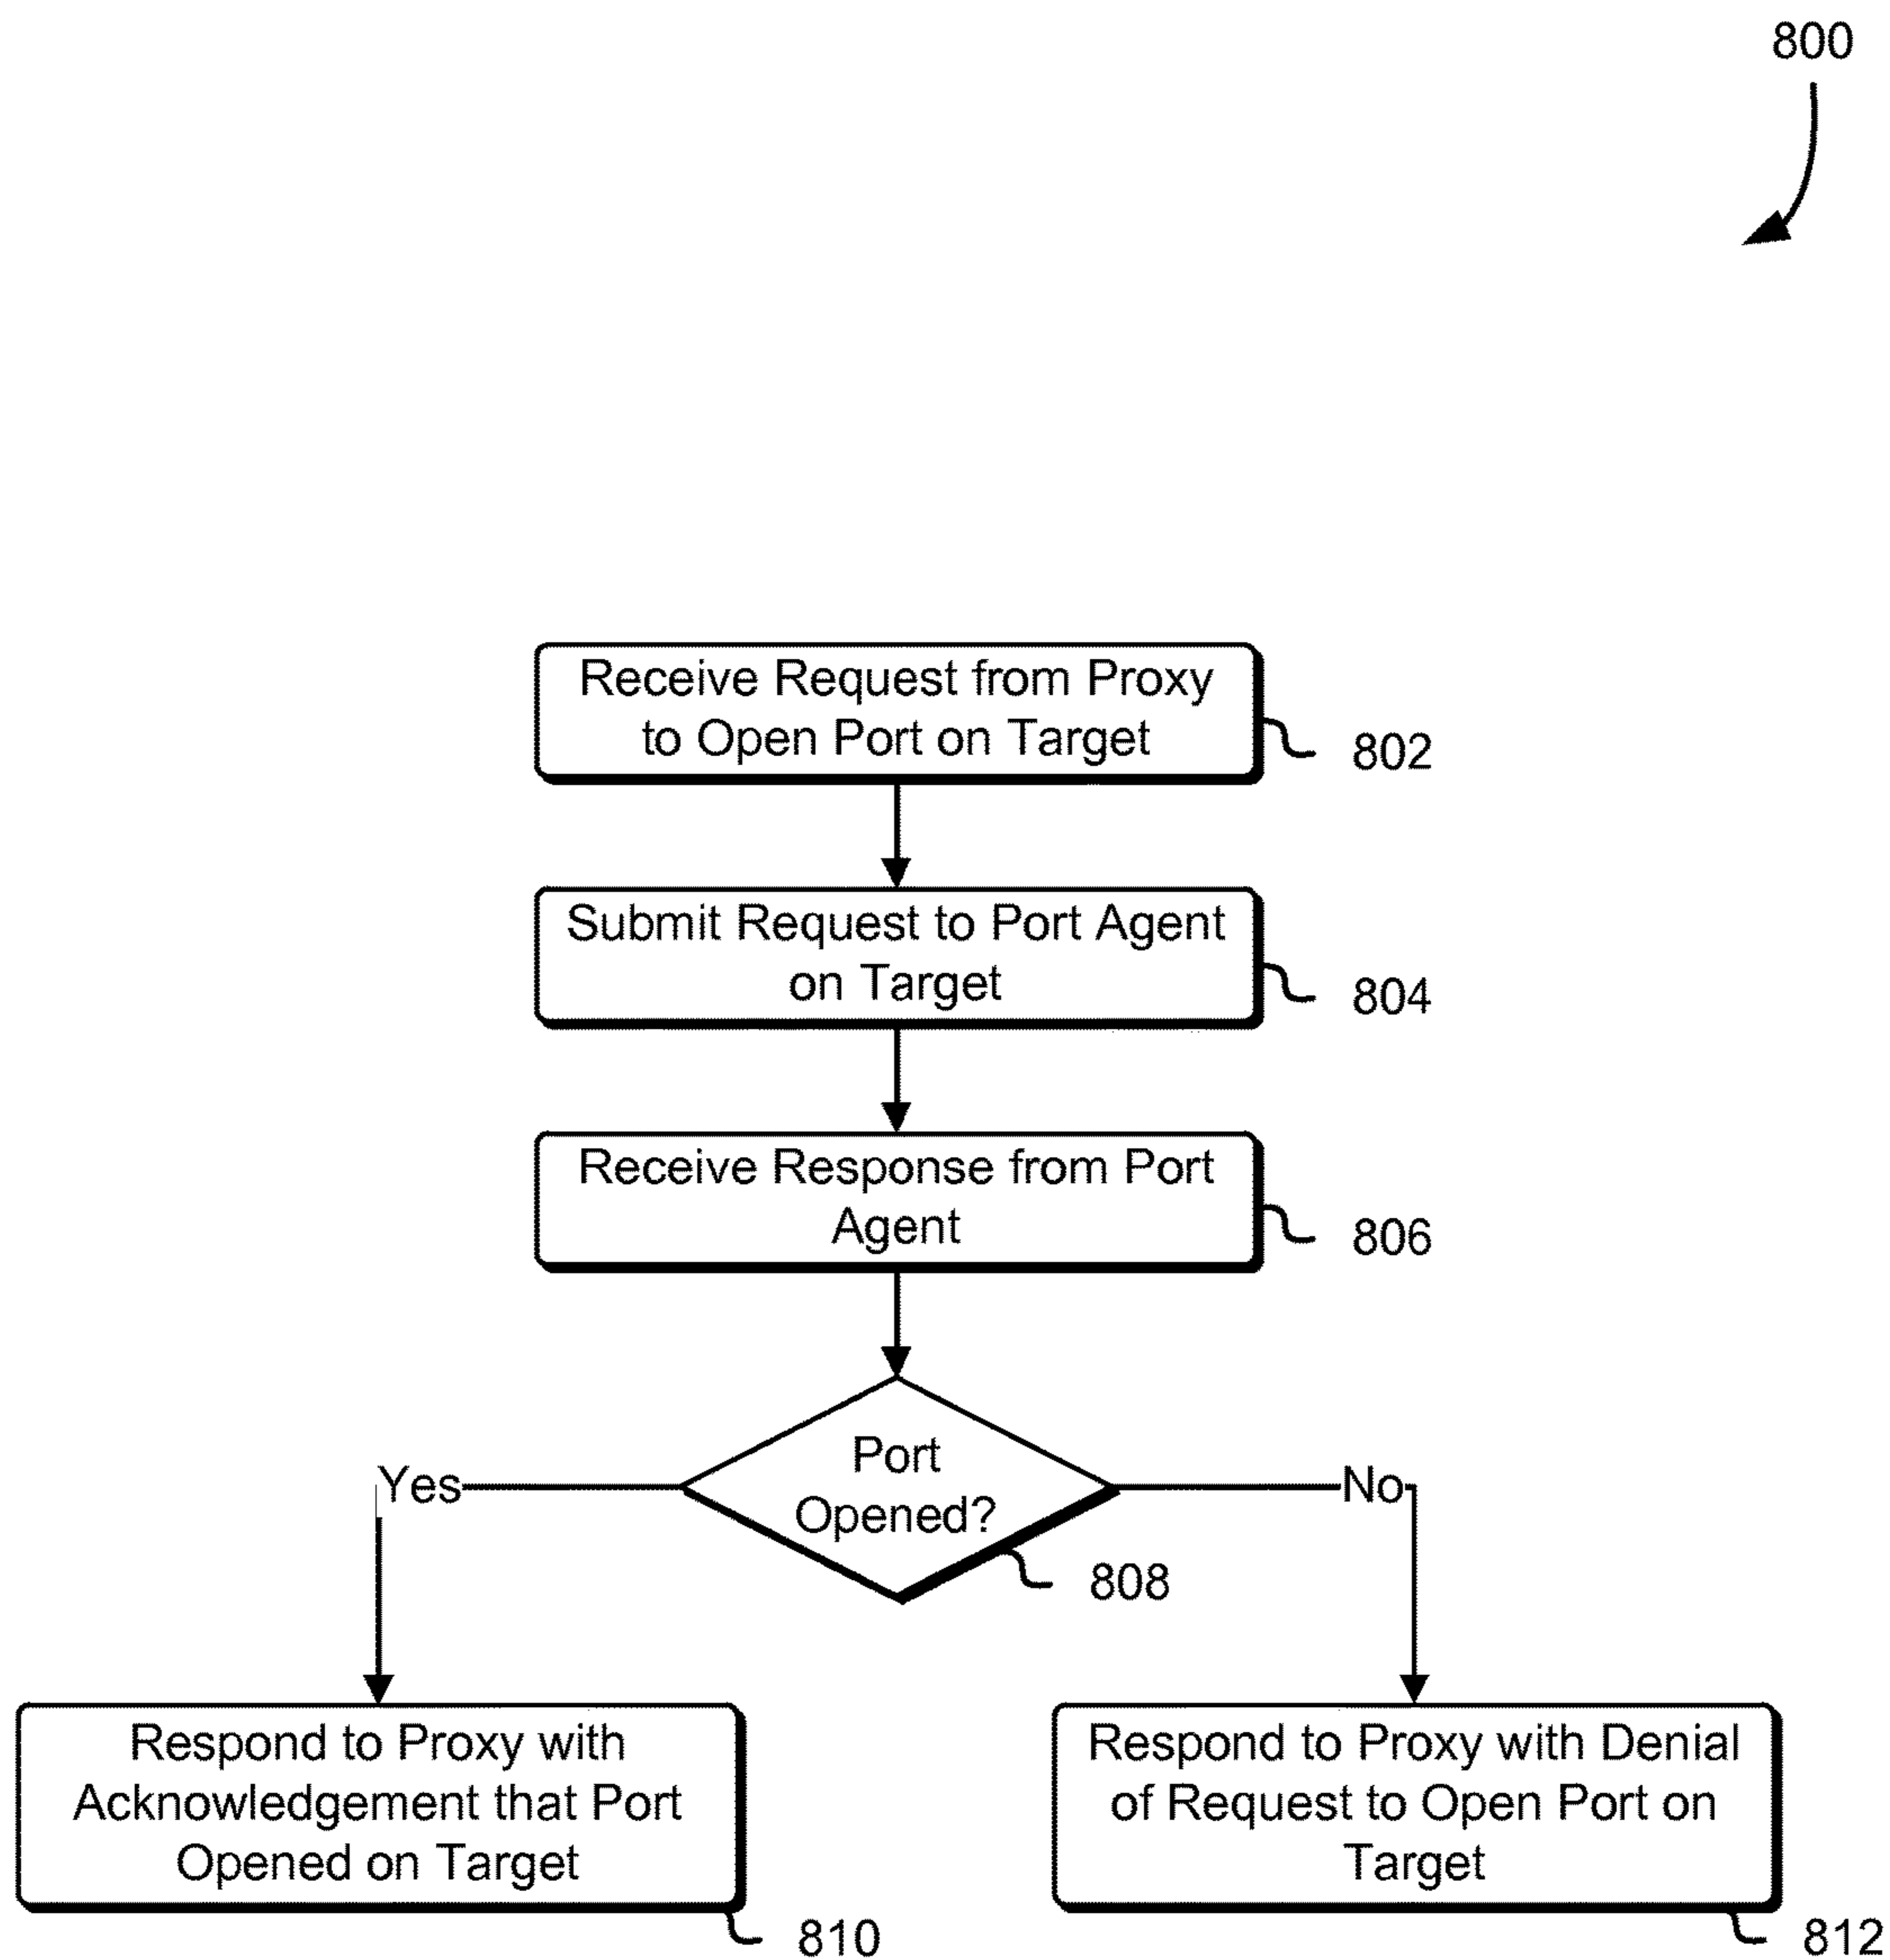 800
Receive Request from Proxy
to Open Port on Target
802
Submit Request to Port Agent
on Target
804
Receive Response from Port
Agent
806
Port
Opened?
808
Yes
No
Respond to Proxy with
Acknowledgement that Port
Opened on Target
810
Respond to Proxy with Denial
of Request to Open Port on
Target
812